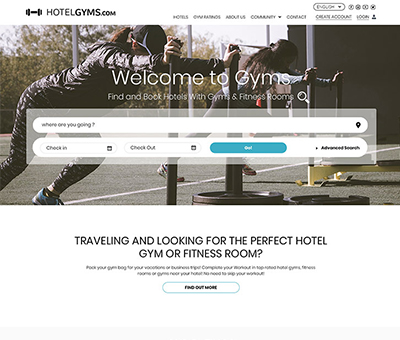 HOTELGYMS.COM
ENGLISH
HOTELS GYM RATINGS ABOUT US COMMUNITY CONTACT CREATE ACCOUNT LOGIN
Welcome to Gyms
Find and Book Hotels With Gyms & Fitness Rooms
where are you going ?
Check in Check Out Go! Advanced Search
TRAVELING AND LOOKING FOR THE PERFECT HOTEL
GYM OR FITNESS ROOM?
Pack your gym bag for your vacations or business trips! Complete your Workout in top rated hotel gyms, fitness
rooms or gyms near your hotel! No need to skip your workout!
FIND OUT MORE